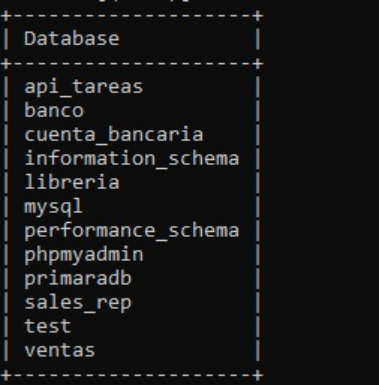 Database
api_tareas
banco
cuenta_bancaria
information_schema
libreria
mysql
performance_schema
phpmyadmin
primaradb
sales_rep
test
ventas